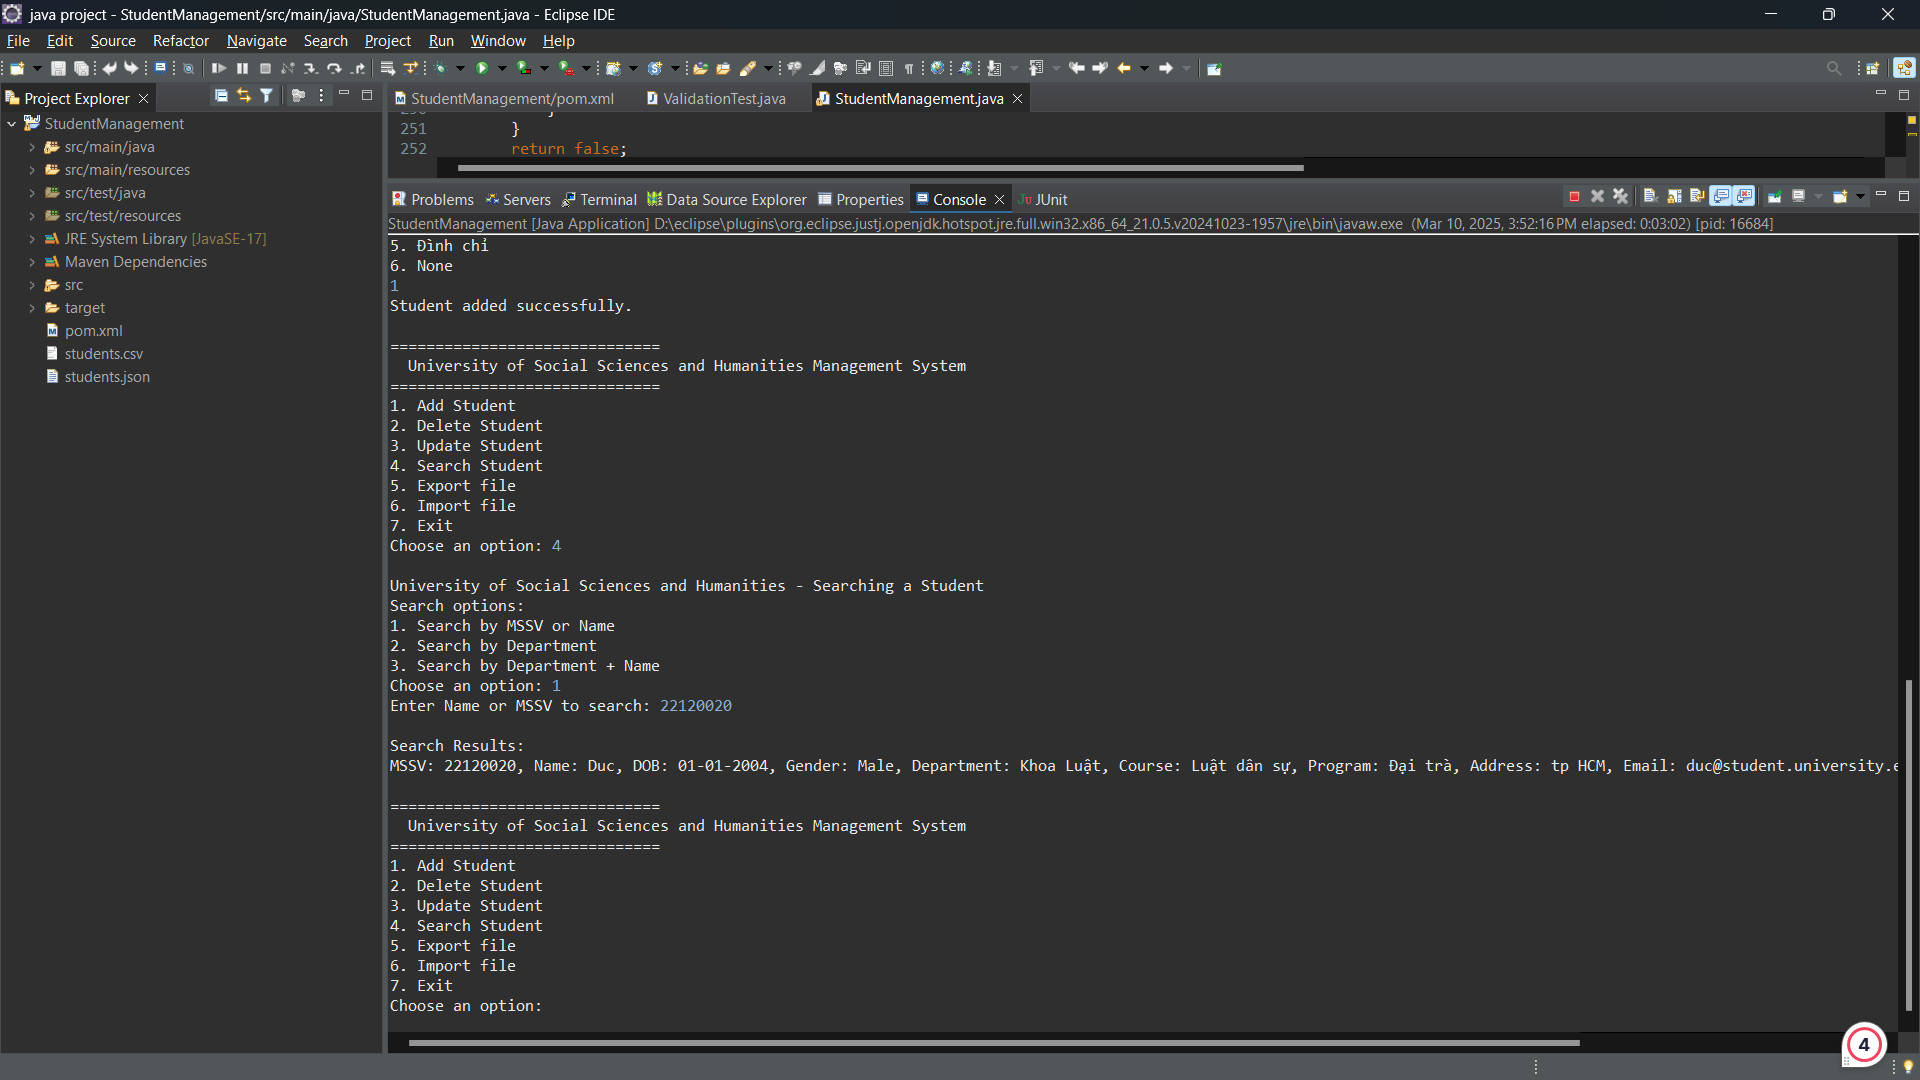 java project - StudentManagement/src/main/java/StudentManagement.java - Eclipse IDE
File Edit Source Refactor Navigate Search Project Run Window Help
Project Explorer
StudentManagement/pom.xml ValidationTest.java StudentManagement.java
StudentManagement
src/main/java
src/main/resources
src/test/java
src/test/resources
JRE System Library [JavaSE-17]
Maven Dependencies
src
target
pom.xml
students.csv
students.json
251 }
252 return false;
Problems Servers Terminal Data Source Explorer Properties Console JUnit
StudentManagement [Java Application] D:\eclipse\plugins\org.eclipse.justj.openjdk.hotspot.jre.full.win32.x86_64_21.0.5.v20241023-1957\jre\bin\javaw.exe (Mar 10, 2025, 3:52:16 PM elapsed: 0:03:02) [pid: 16684]
5. Đình chỉ
6. None
1
Student added successfully.
==============================
University of Social Sciences and Humanities Management System
==============================
1. Add Student
2. Delete Student
3. Update Student
4. Search Student
5. Export file
6. Import file
7. Exit
Choose an option: 4
University of Social Sciences and Humanities - Searching a Student
Search options:
1. Search by MSSV or Name
2. Search by Department
3. Search by Department + Name
Choose an option: 1
Enter Name or MSSV to search: 22120020
Search Results:
MSSV: 22120020, Name: Duc, DOB: 01-01-2004, Gender: Male, Department: Khoa Luật, Course: Luật dân sự, Program: Đại trà, Address: tp HCM, Email: duc@student.university.e
==============================
University of Social Sciences and Humanities Management System
==============================
1. Add Student
2. Delete Student
3. Update Student
4. Search Student
5. Export file
6. Import file
7. Exit
Choose an option:
4